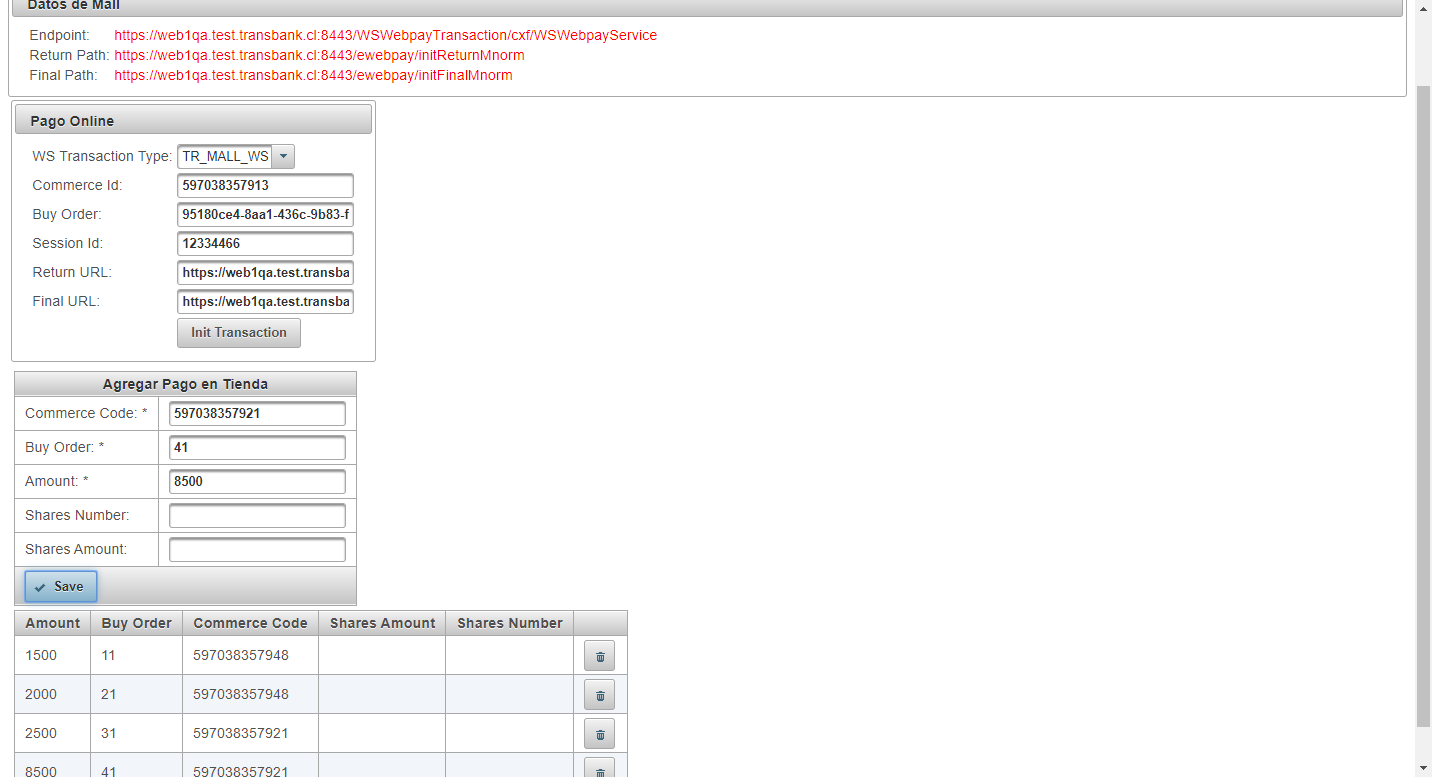 Datos de Mall
Endpoint: https://web1qa.test.transbank.cl:8443/WSWebpayTransaction/cxf/WSWebpayService
Return Path: https://web1qa.test.transbank.cl:8443/ewebpay/initReturnMnorm
Final Path: https://web1qa.test.transbank.cl:8443/ewebpay/initFinalMnorm
Pago Online
WS Transaction Type: TR_MALL_WS
Commerce Id: 597038357913
Buy Order: 95180ce4-8aa1-436c-9b83-f
Session Id: 12334466
Return URL: https://web1qa.test.transba
Final URL: https://web1qa.test.transba
Init Transaction
Agregar Pago en Tienda
Commerce Code: * 597038357921
Buy Order: * 41
Amount: * 8500
Shares Number:
Shares Amount:
Save
Amount Buy Order Commerce Code Shares Amount Shares Number
1500 11 597038357948
2000 21 597038357948
2500 31 597038357921
8500 41 597038357921